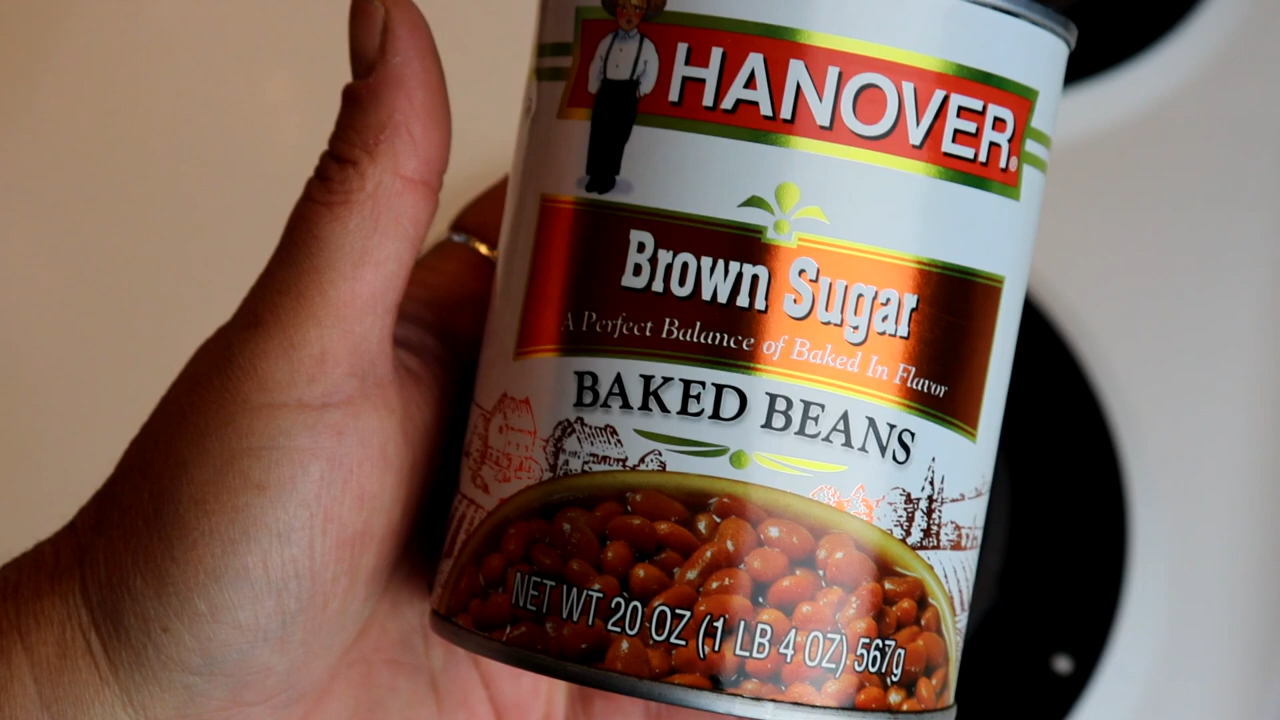 HANOVER®
Brown Sugar
A Perfect Balance of Baked In Flavor
BAKED BEANS
NET WT 20 OZ (1 LB 4 OZ) 567g